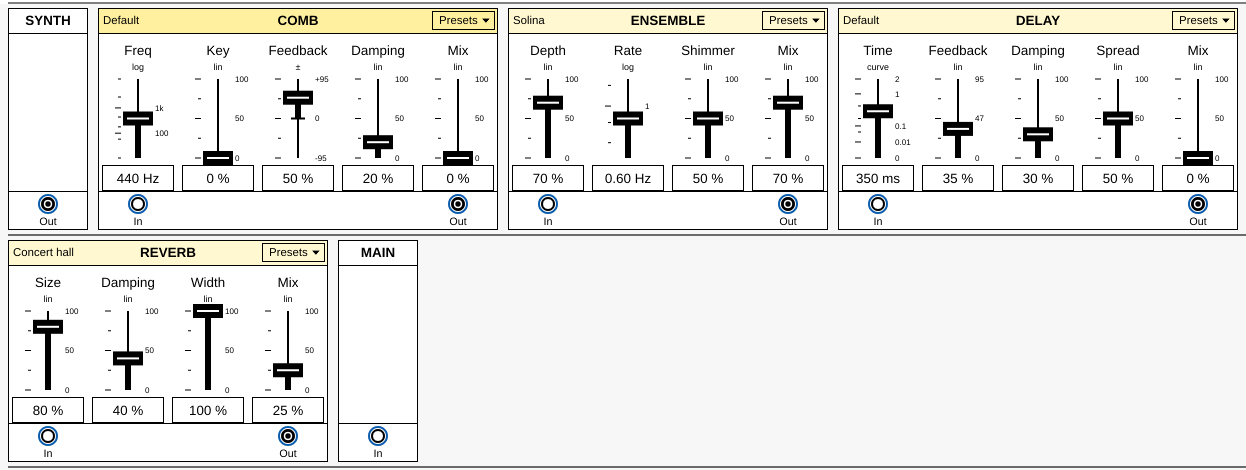 SYNTH
Out
Default COMB Presets
Freq Key Feedback Damping Mix
log lin ± lin lin
1k 100
100 50 0
+95 0 -95
100 50 0
100 50 0
440 Hz 0 % 50 % 20 % 0 %
In Out
Solina ENSEMBLE Presets
Depth Rate Shimmer Mix
lin log lin lin
100 50 0
1
100 50 0
100 50 0
70 % 0.60 Hz 50 % 70 %
In Out
Default DELAY Presets
Time Feedback Damping Spread Mix
curve lin lin lin lin
2 1 0.1 0.01 0
95 47 0
100 50 0
100 50 0
100 50 0
350 ms 35 % 30 % 50 % 0 %
In Out
Concert hall REVERB Presets
Size Damping Width Mix
lin lin lin lin
100 50 0
100 50 0
100 50 0
100 50 0
80 % 40 % 100 % 25 %
In Out
MAIN
In